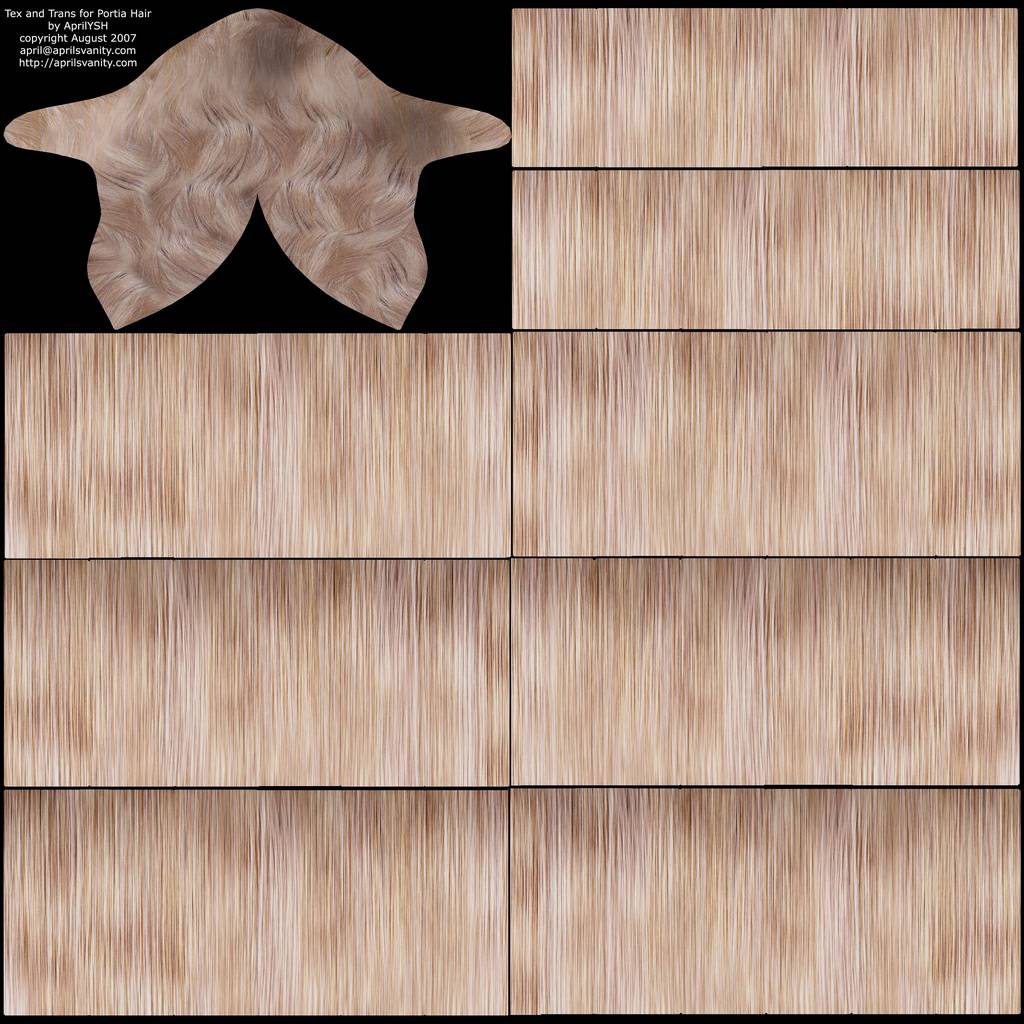 Tex and Trans for Portia Hair
by AprilYSH
copyright August 2007
april@aprilsvanity.com
http://aprilsvanity.com